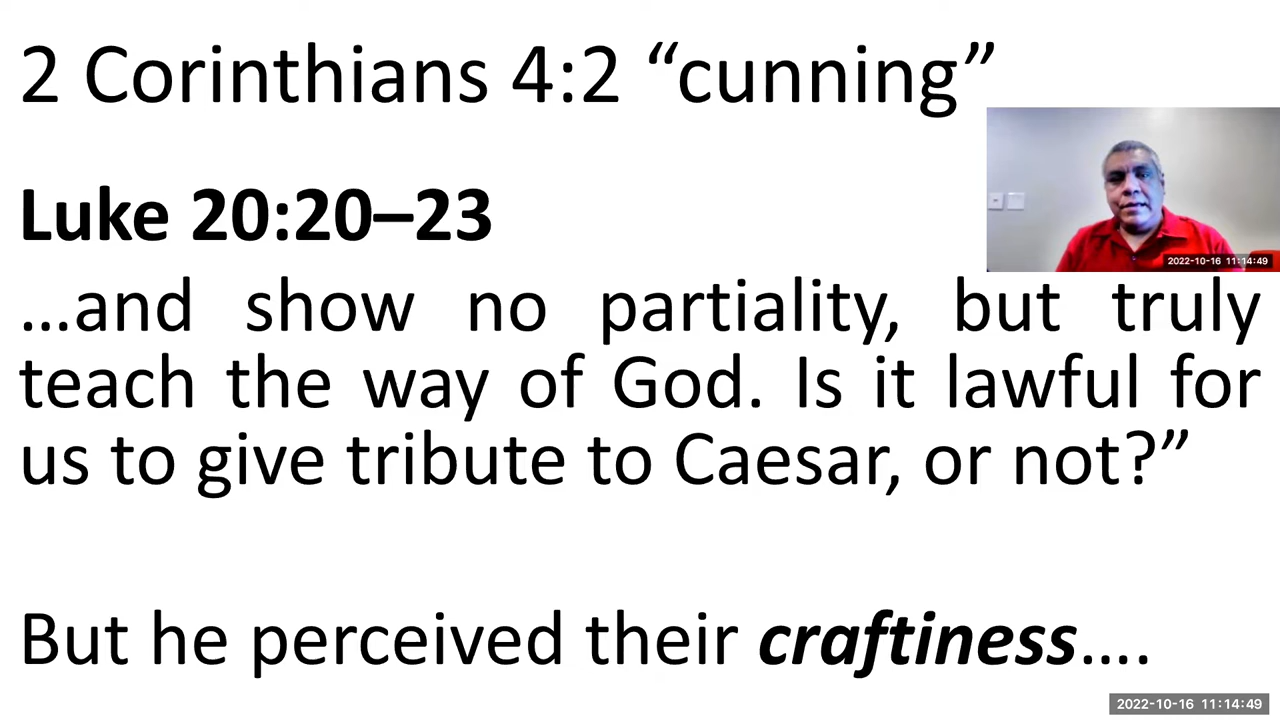 2 Corinthians 4:2 “cunning”
Luke 20:20–23
2022-10-16 11:14:49
…and show no partiality, but truly
teach the way of God. Is it lawful for
us to give tribute to Caesar, or not?”
But he perceived their craftiness….
2022-10-16 11:14:49